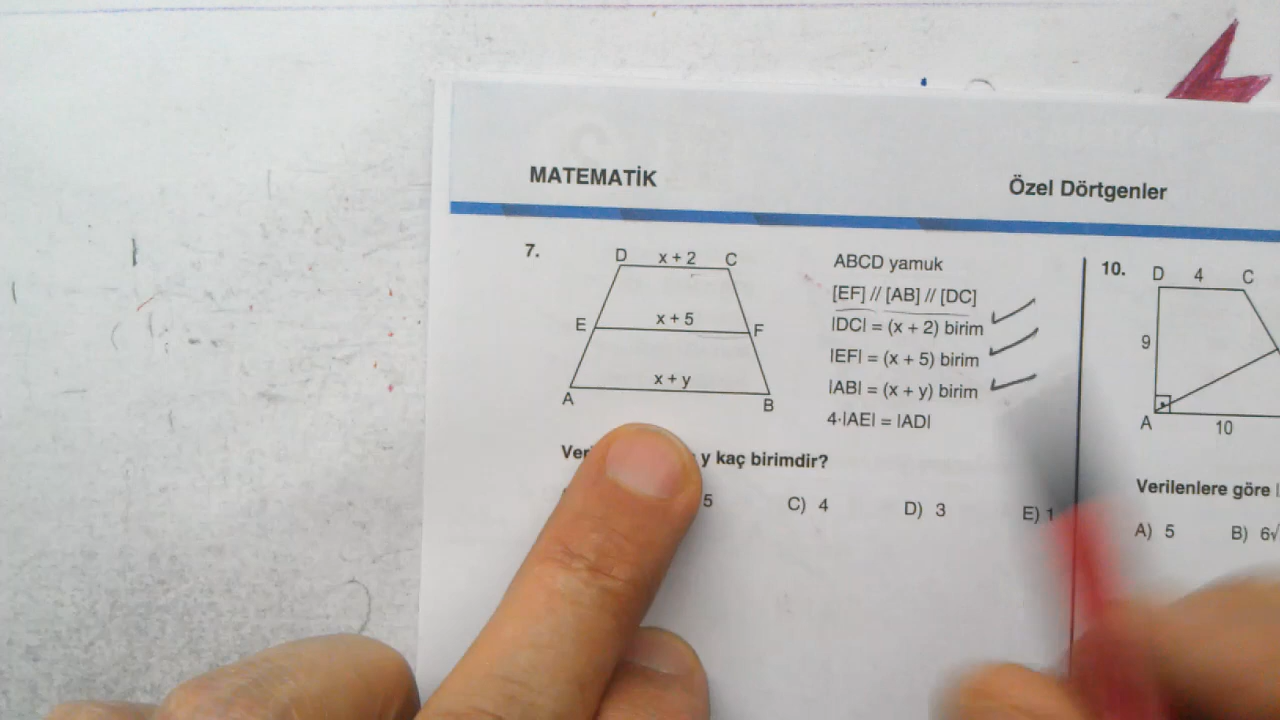 MATEMATİK
Özel Dörtgenler
7.
D x + 2 C
E x + 5 F
x + y
A B
ABCD yamuk
[EF] // [AB] // [DC]
|DC| = (x + 2) birim
|EF| = (x + 5) birim
|AB| = (x + y) birim
4·|AE| = |AD|
y kaç birimdir?
5 C) 4 D) 3 E) 1
10.
D 4 C
9
A 10
Verilenlere göre
A) 5 B) 6√